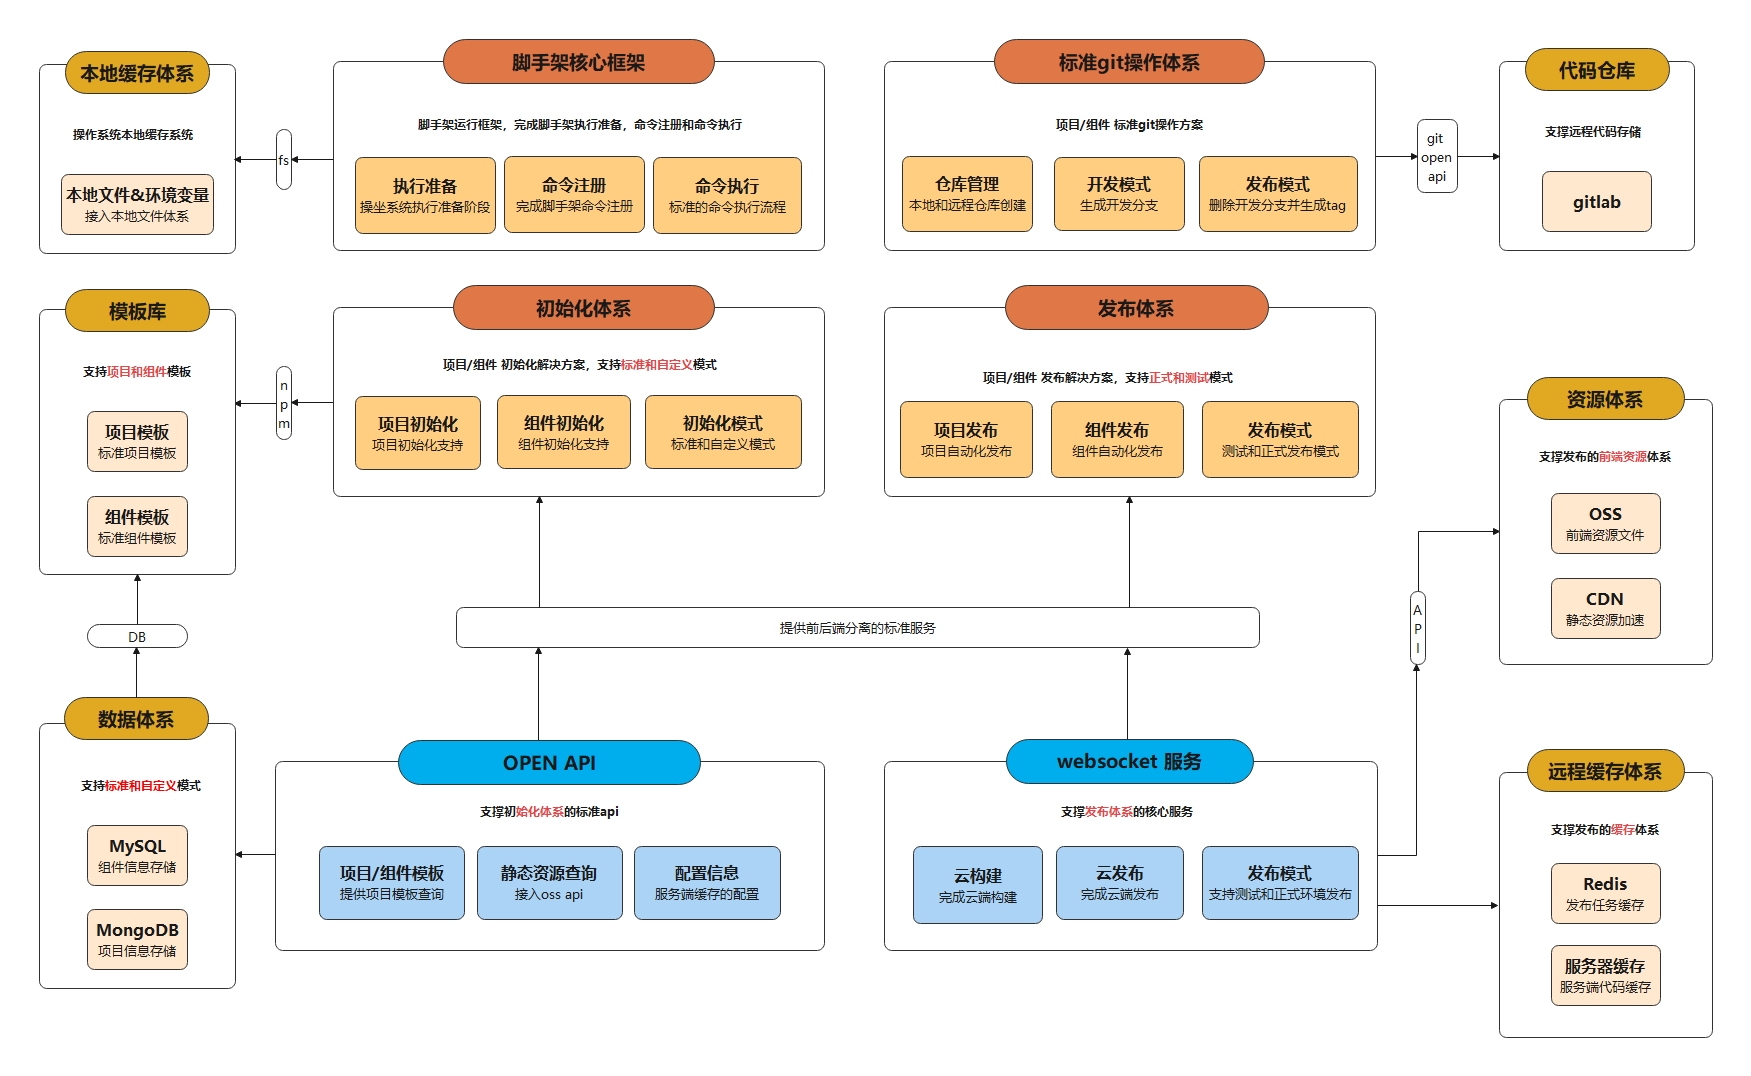 本地缓存体系
操作系统本地缓存系统
本地文件&环境变量
接入本地文件体系
fs
脚手架核心框架
脚手架运行框架，完成脚手架执行准备，命令注册和命令执行
执行准备
操坐系统执行准备阶段
命令注册
完成脚手架命令注册
命令执行
标准的命令执行流程
标准git操作体系
项目/组件 标准git操作方案
仓库管理
本地和远程仓库创建
开发模式
生成开发分支
发布模式
删除开发分支并生成tag
git
open
api
代码仓库
支撑远程代码存储
gitlab
模板库
支持项目和组件模板
项目模板
标准项目模板
组件模板
标准组件模板
n
p
m
初始化体系
项目/组件 初始化解决方案，支持标准和自定义模式
项目初始化
项目初始化支持
组件初始化
组件初始化支持
初始化模式
标准和自定义模式
发布体系
项目/组件 发布解决方案，支持正式和测试模式
项目发布
项目自动化发布
组件发布
组件自动化发布
发布模式
测试和正式发布模式
资源体系
支撑发布的前端资源体系
OSS
前端资源文件
CDN
静态资源加速
DB
提供前后端分离的标准服务
A
P
I
数据体系
支持标准和自定义模式
MySQL
组件信息存储
MongoDB
项目信息存储
OPEN API
支撑初始化体系的标准api
项目/组件模板
提供项目模板查询
静态资源查询
接入oss api
配置信息
服务端缓存的配置
websocket 服务
支撑发布体系的核心服务
云构建
完成云端构建
云发布
完成云端发布
发布模式
支持测试和正式环境发布
远程缓存体系
支撑发布的缓存体系
Redis
发布任务缓存
服务器缓存
服务端代码缓存